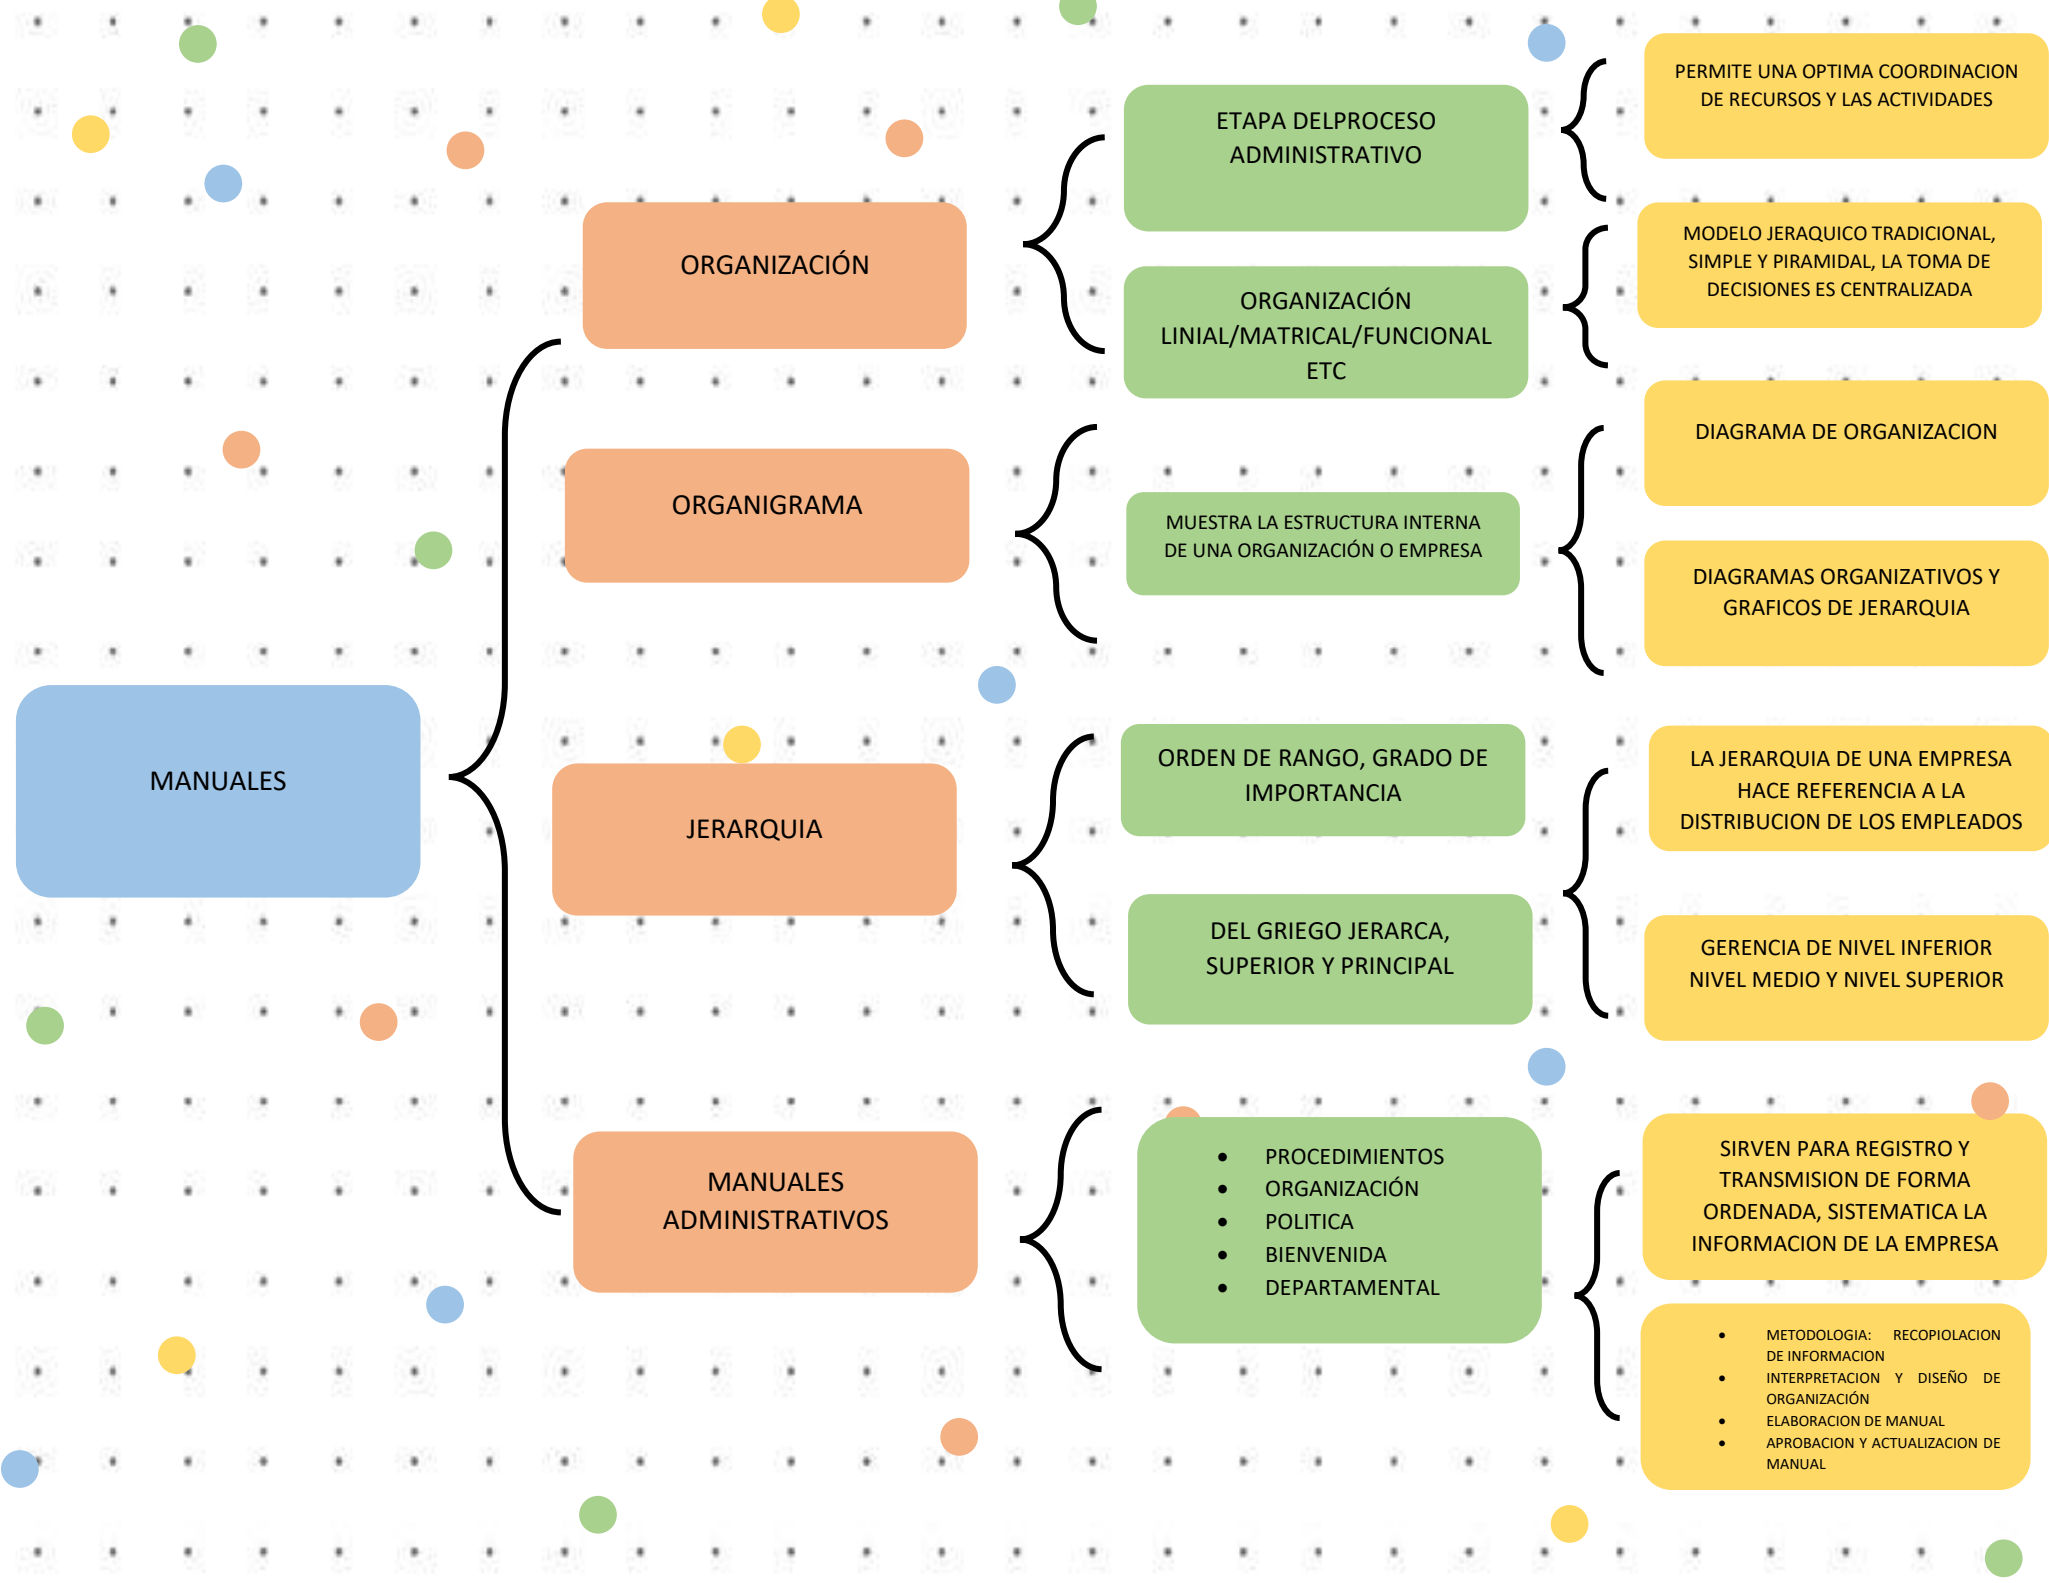 MANUALES
ORGANIZACIÓN
ETAPA DELPROCESO
ADMINISTRATIVO
PERMITE UNA OPTIMA COORDINACION
DE RECURSOS Y LAS ACTIVIDADES
ORGANIZACIÓN
LINIAL/MATRICAL/FUNCIONAL
ETC
MODELO JERAQUICO TRADICIONAL,
SIMPLE Y PIRAMIDAL, LA TOMA DE
DECISIONES ES CENTRALIZADA
ORGANIGRAMA
MUESTRA LA ESTRUCTURA INTERNA
DE UNA ORGANIZACIÓN O EMPRESA
DIAGRAMA DE ORGANIZACION
DIAGRAMAS ORGANIZATIVOS Y
GRAFICOS DE JERARQUIA
JERARQUIA
ORDEN DE RANGO, GRADO DE
IMPORTANCIA
DEL GRIEGO JERARCA,
SUPERIOR Y PRINCIPAL
LA JERARQUIA DE UNA EMPRESA
HACE REFERENCIA A LA
DISTRIBUCION DE LOS EMPLEADOS
GERENCIA DE NIVEL INFERIOR
NIVEL MEDIO Y NIVEL SUPERIOR
MANUALES
ADMINISTRATIVOS
• PROCEDIMIENTOS
• ORGANIZACIÓN
• POLITICA
• BIENVENIDA
• DEPARTAMENTAL
SIRVEN PARA REGISTRO Y
TRANSMISION DE FORMA
ORDENADA, SISTEMATICA LA
INFORMACION DE LA EMPRESA
• METODOLOGIA: RECOPIOLACION
DE INFORMACION
• INTERPRETACION Y DISEÑO DE
ORGANIZACIÓN
• ELABORACION DE MANUAL
• APROBACION Y ACTUALIZACION DE
MANUAL